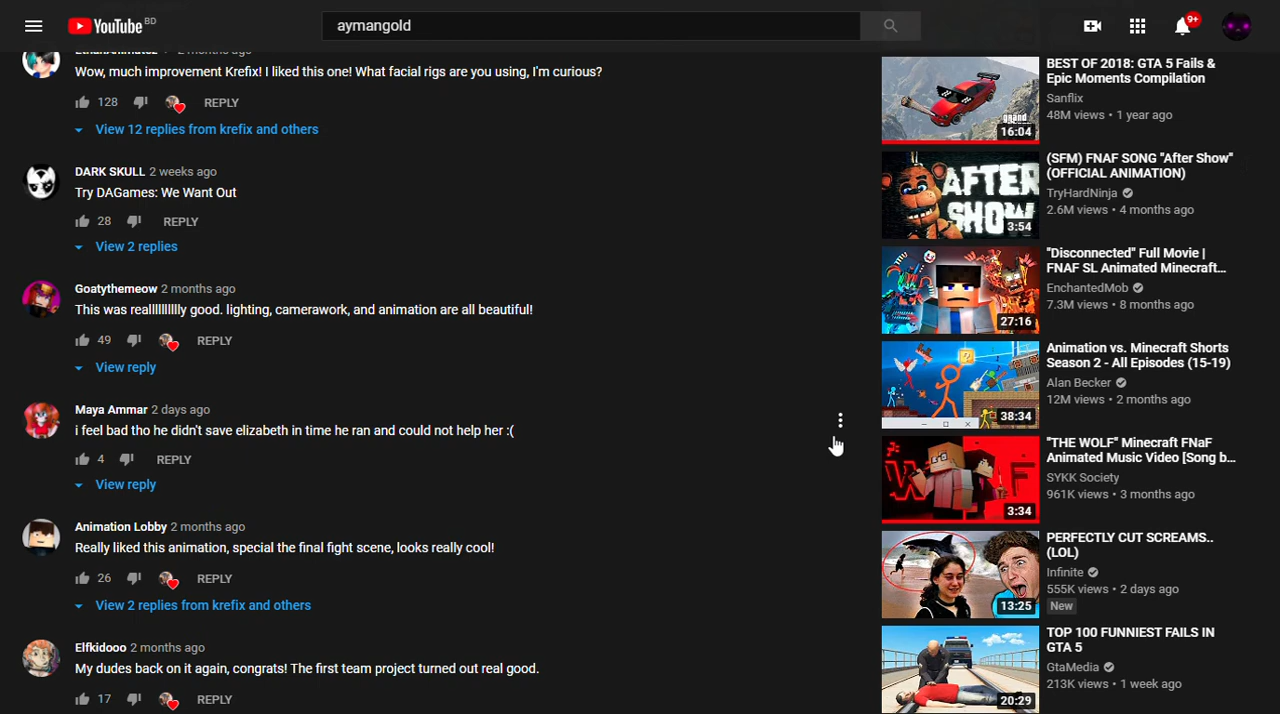 YouTube BD
aymangold
9+
Wow, much improvement Krefix! I liked this one! What facial rigs are you using, I'm curious?
128 REPLY
View 12 replies from krefix and others
DARK SKULL 2 weeks ago
Try DAGames: We Want Out
28 REPLY
View 2 replies
Goatythemeow 2 months ago
This was reallllllllllly good. lighting, camerawork, and animation are all beautiful!
49 REPLY
View reply
Maya Ammar 2 days ago
i feel bad tho he didn't save elizabeth in time he ran and could not help her :(
4 REPLY
View reply
Animation Lobby 2 months ago
Really liked this animation, special the final fight scene, looks really cool!
26 REPLY
View 2 replies from krefix and others
Elfkidooo 2 months ago
My dudes back on it again, congrats! The first team project turned out real good.
17 REPLY
16:04
BEST OF 2018: GTA 5 Fails &
Epic Moments Compilation
Sanflix
48M views • 1 year ago
AFTER
SHOW
3:54
(SFM) FNAF SONG "After Show"
(OFFICIAL ANIMATION)
TryHardNinja
2.6M views • 4 months ago
27:16
"Disconnected" Full Movie |
FNAF SL Animated Minecraft...
EnchantedMob
7.3M views • 8 months ago
38:34
Animation vs. Minecraft Shorts
Season 2 - All Episodes (15-19)
Alan Becker
12M views • 2 months ago
3:34
"THE WOLF" Minecraft FNaF
Animated Music Video [Song b...
SYKK Society
961K views • 3 months ago
13:25
PERFECTLY CUT SCREAMS..
(LOL)
Infinite
555K views • 2 days ago
New
20:29
TOP 100 FUNNIEST FAILS IN
GTA 5
GtaMedia
213K views • 1 week ago